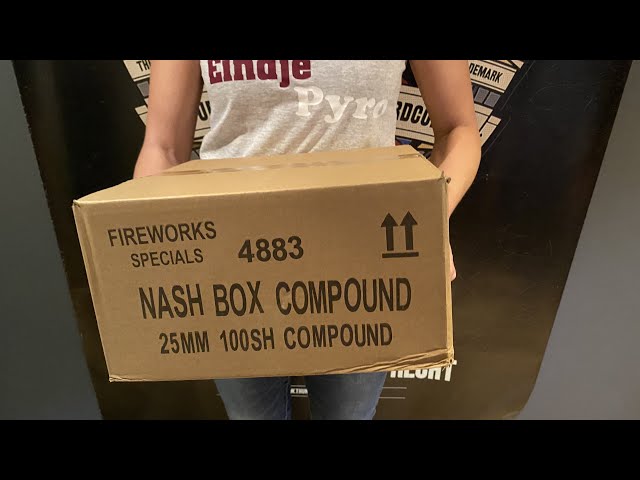 Eindje
Pyro
FIREWORKS
SPECIALS
4883
NASH BOX COMPOUND
25MM 100SH COMPOUND